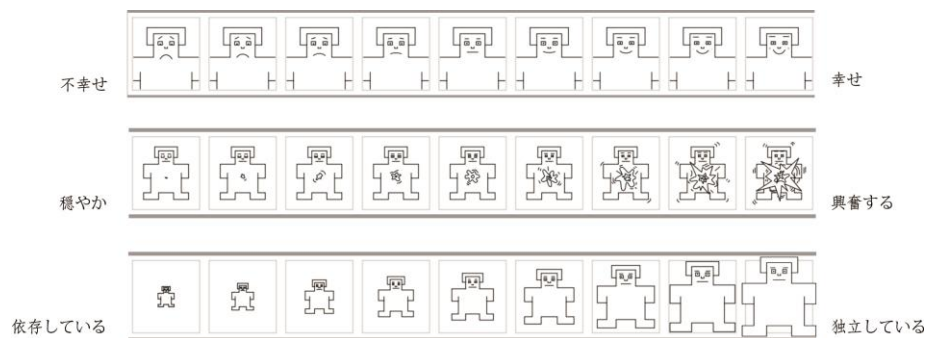 不幸せ
幸せ
穏やか
興奮する
依存している
独立している